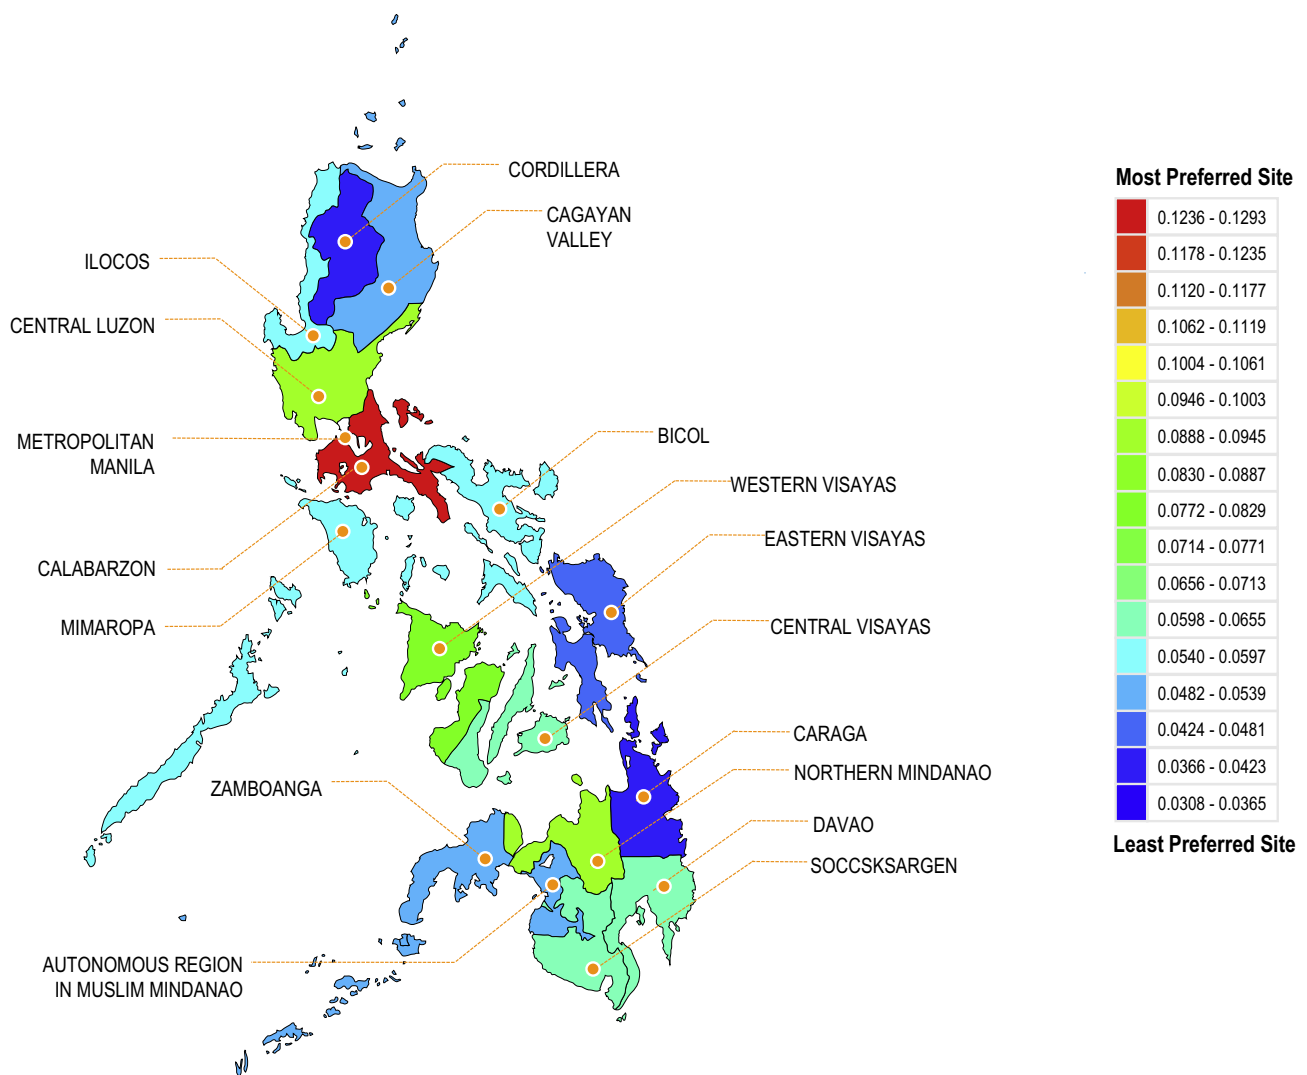 CORDILLERA
CAGAYAN
VALLEY
ILOCOS
CENTRAL LUZON
METROPOLITAN
MANILA
BICOL
WESTERN VISAYAS
EASTERN VISAYAS
CALABARZON
MIMAROPA
CENTRAL VISAYAS
CARAGA
NORTHERN MINDANAO
ZAMBOANGA
DAVAO
SOCCSKSARGEN
AUTONOMOUS REGION
IN MUSLIM MINDANAO
Most Preferred Site
0.1236 - 0.1293
0.1178 - 0.1235
0.1120 - 0.1177
0.1062 - 0.1119
0.1004 - 0.1061
0.0946 - 0.1003
0.0888 - 0.0945
0.0830 - 0.0887
0.0772 - 0.0829
0.0714 - 0.0771
0.0656 - 0.0713
0.0598 - 0.0655
0.0540 - 0.0597
0.0482 - 0.0539
0.0424 - 0.0481
0.0366 - 0.0423
0.0308 - 0.0365
Least Preferred Site